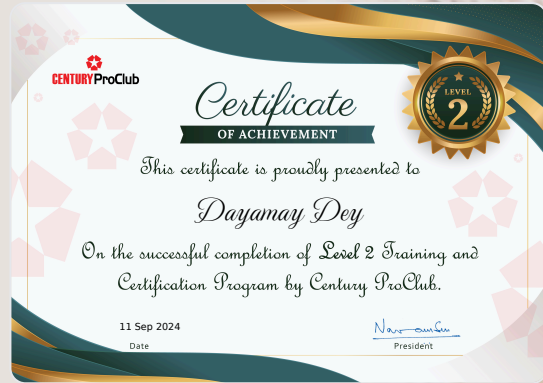 CENTURY ProClub
LEVEL
2
Certificate
OF ACHIEVEMENT
This certificate is proudly presented to
Dayamay Dey
On the successful completion of Level 2 Training and
Certification Program by Century ProClub.
11 Sep 2024
Date
President